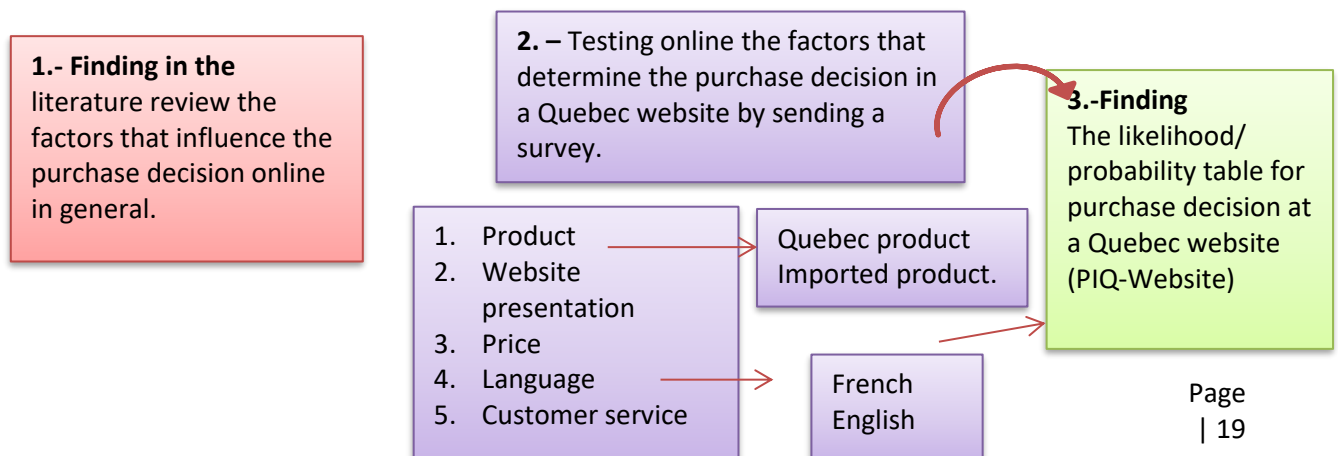 1.- Finding in the
literature review the
factors that influence the
purchase decision online
in general.
2. – Testing online the factors that
determine the purchase decision in
a Quebec website by sending a
survey.
3.-Finding
The likelihood/
probability table for
purchase decision at
a Quebec website
(PIQ-Website)
1. Product
2. Website
presentation
3. Price
4. Language
5. Customer service
Quebec product
Imported product.
French
English
Page
| 19